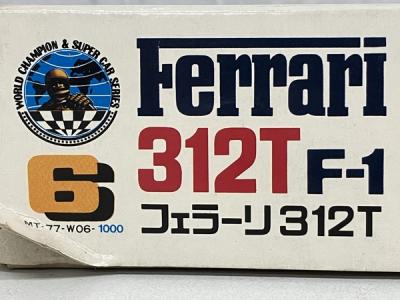 WORLD CHAMPION & SUPER CAR SERIES
Ferrari
312T F-1
6
フェラーリ312T
MT-77-W06-1000